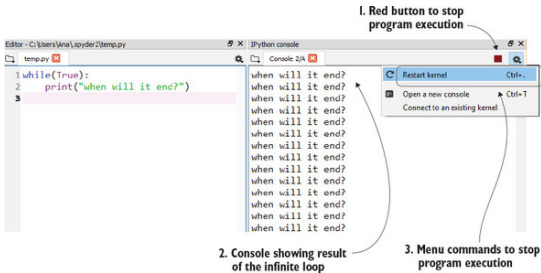 1. Red button to stop
program execution
Editor - C:\Users\Ana\.spyder2\temp.py
IPython console
temp.py
Console 2/A
1 while(True):
2 print("when will it end?")
3
when will it end?
when will it end?
when will it end?
when will it end?
when will it end?
when will it end?
when will it end?
when will it end?
when will it end?
when will it end?
when will it end?
when will it end?
when will it end?
when will it end?
Restart kernel Ctrl+.
Open a new console Ctrl+T
Connect to an existing kernel
2. Console showing result
of the infinite loop
3. Menu commands to stop
program execution